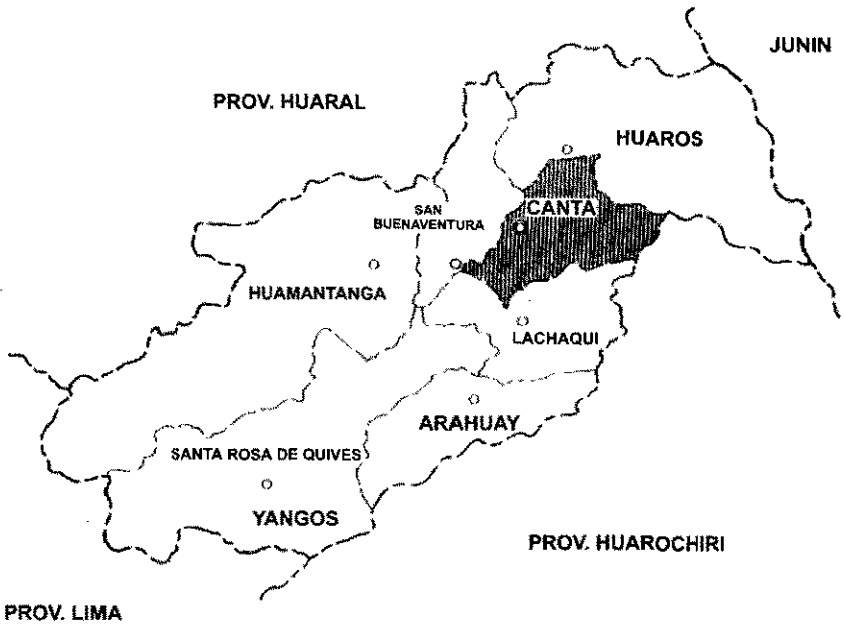 JUNIN
PROV. HUARAL
HUAROS
SAN
BUENAVENTURA
CANTA
HUAMANTANGA
LACHAQUI
ARAHUAY
SANTA ROSA DE QUIVES
YANGOS
PROV. HUAROCHIRI
PROV. LIMA